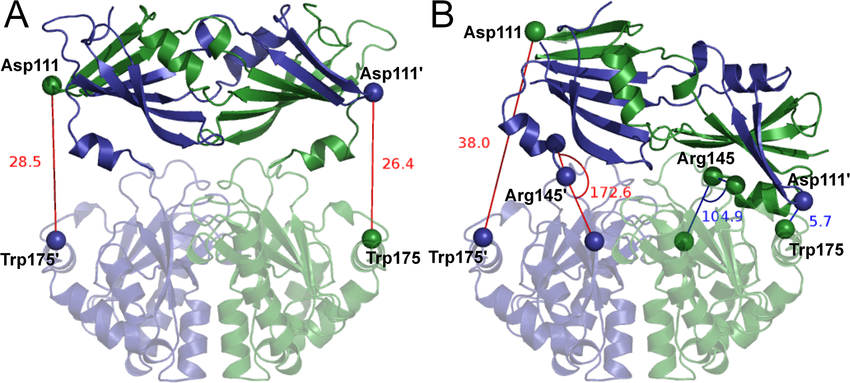 A
Asp111
Asp111'
28.5
26.4
Trp175'
Trp175
B
Asp111
38.0
Arg145
Arg145'
172.6
Asp111'
104.9
5.7
Trp175'
Trp175